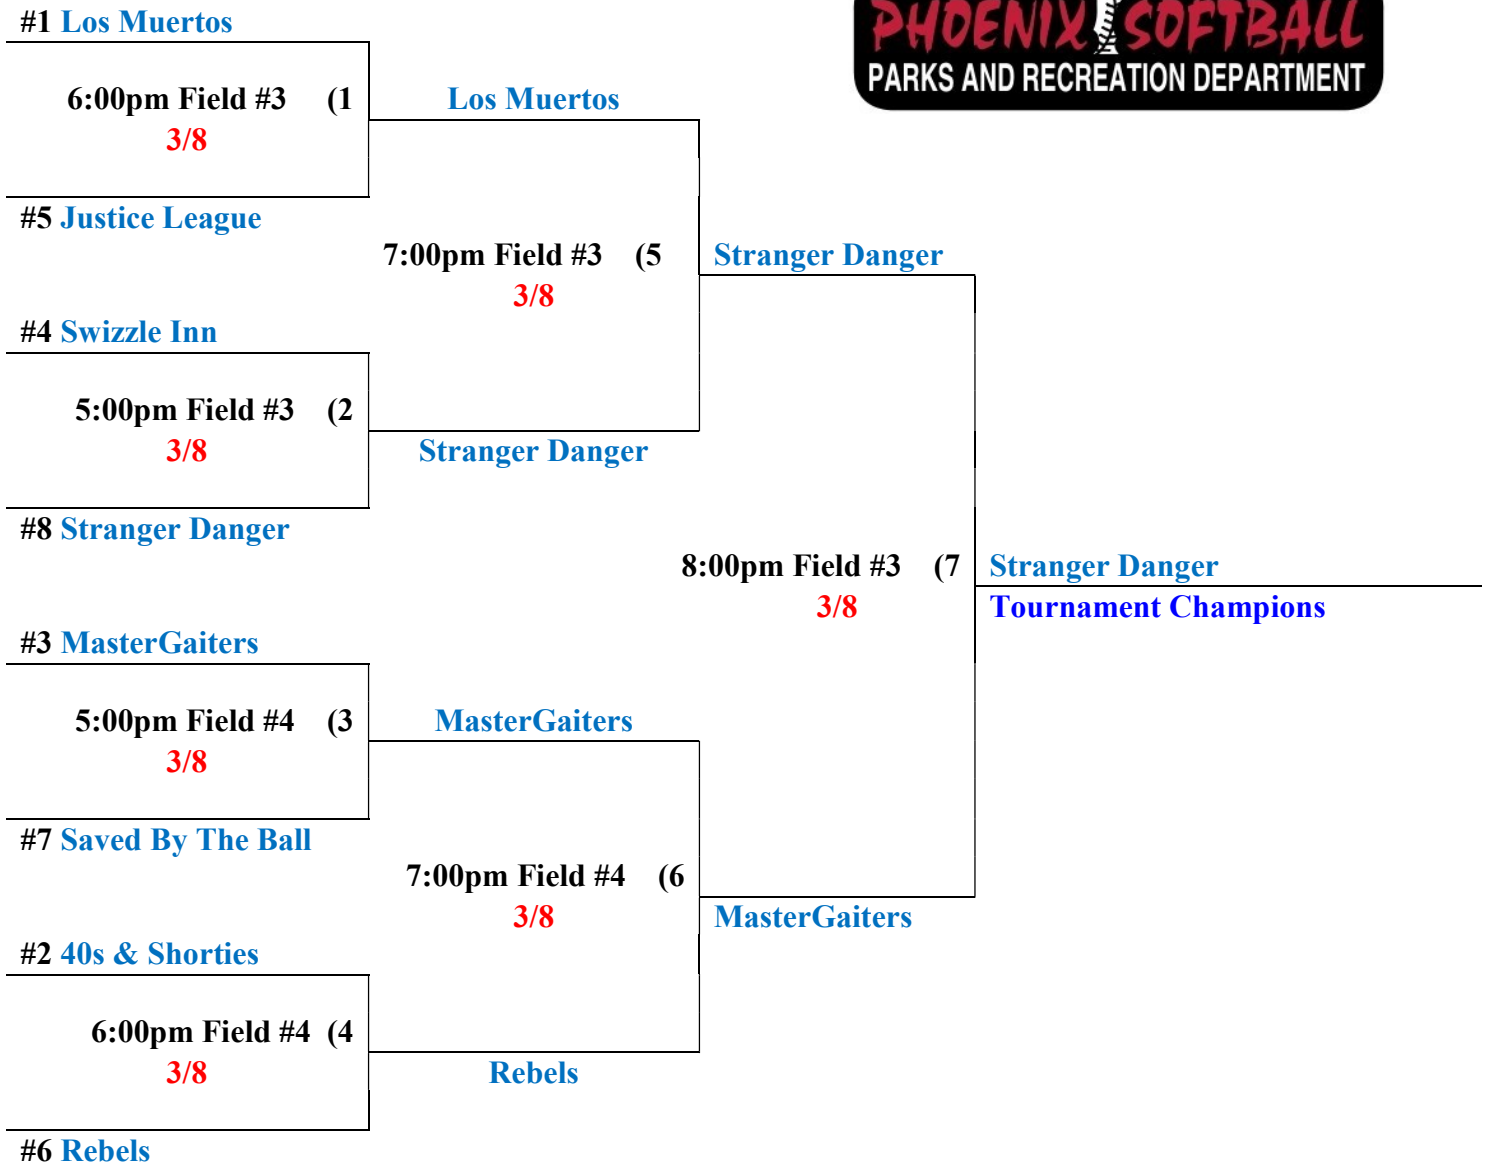 PHOENIX SOFTBALL
PARKS AND RECREATION DEPARTMENT
#1 Los Muertos
6:00pm Field #3 (1
3/8
Los Muertos
#5 Justice League
7:00pm Field #3 (5
3/8
Stranger Danger
#4 Swizzle Inn
5:00pm Field #3 (2
3/8
Stranger Danger
#8 Stranger Danger
8:00pm Field #3 (7
3/8
Stranger Danger
Tournament Champions
#3 MasterGaiters
5:00pm Field #4 (3
3/8
MasterGaiters
#7 Saved By The Ball
7:00pm Field #4 (6
3/8
MasterGaiters
#2 40s & Shorties
6:00pm Field #4 (4
3/8
Rebels
#6 Rebels